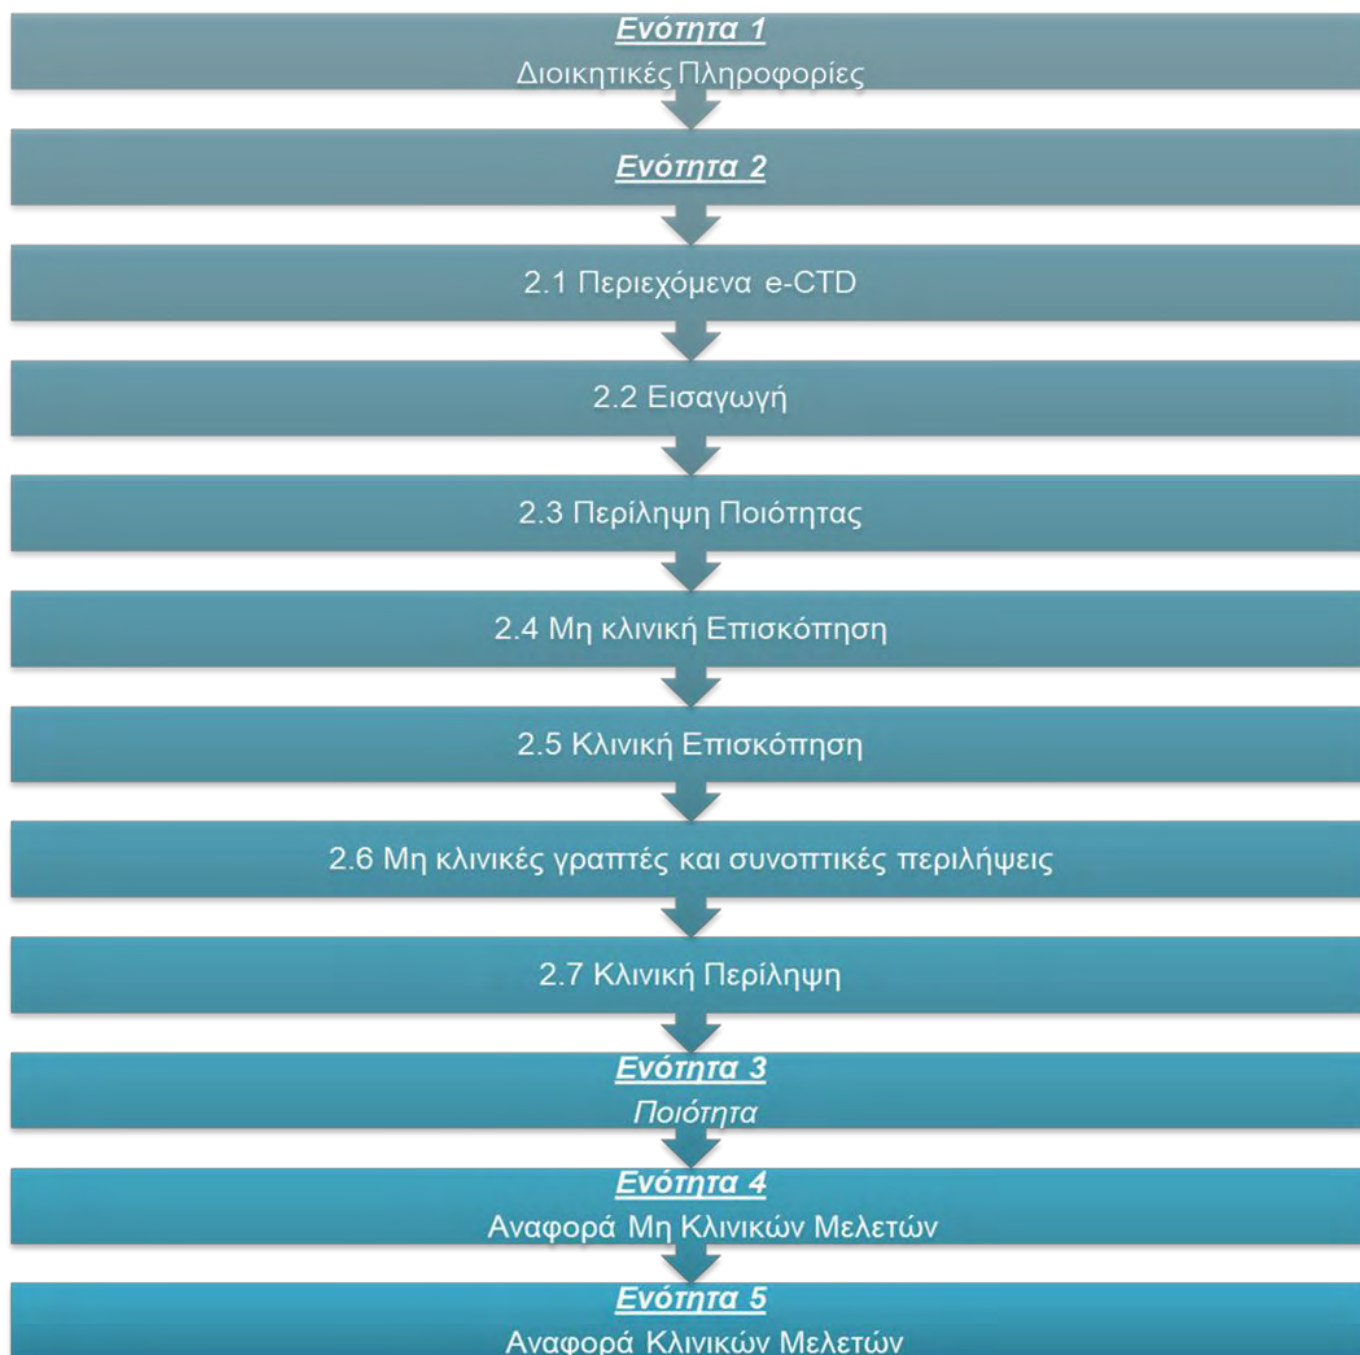 Ενότητα 1
Διοικητικές Πληροφορίες
Ενότητα 2
2.1 Περιεχόμενα e-CTD
2.2 Εισαγωγή
2.3 Περίληψη Ποιότητας
2.4 Μη κλινική Επισκόπηση
2.5 Κλινική Επισκόπηση
2.6 Μη κλινικές γραπτές και συνοπτικές περιλήψεις
2.7 Κλινική Περίληψη
Ενότητα 3
Ποιότητα
Ενότητα 4
Αναφορά Μη Κλινικών Μελετών
Ενότητα 5
Αναφορά Κλινικών Μελετών